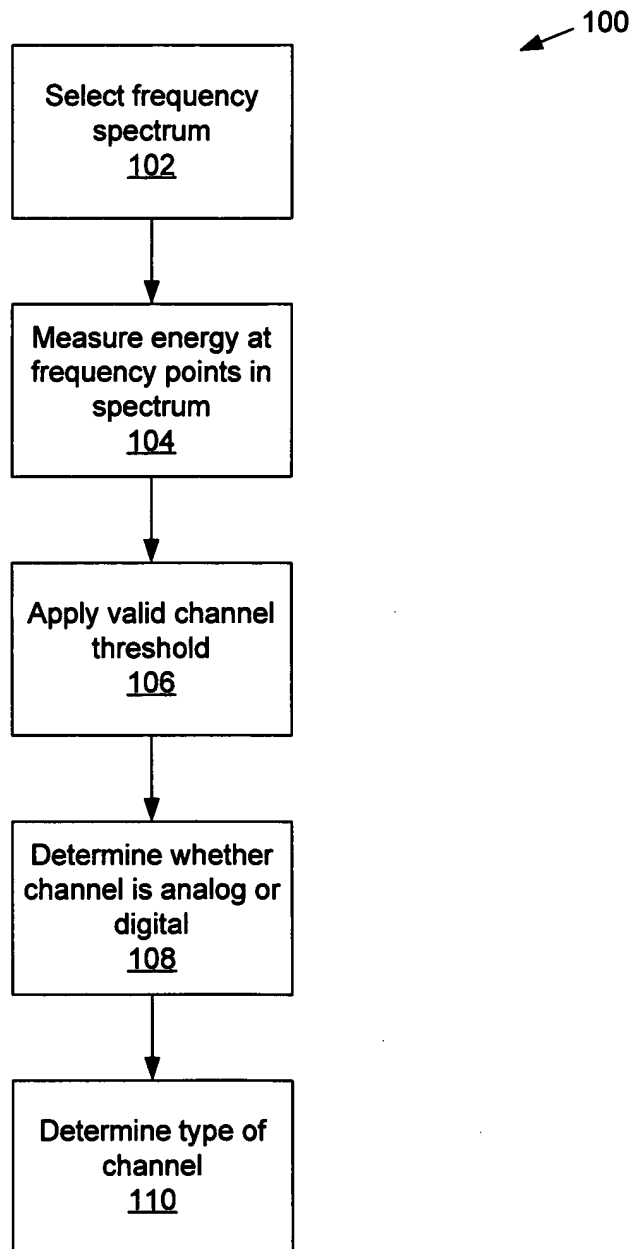 100
Select frequency
spectrum
102
Measure energy at
frequency points in
spectrum
104
Apply valid channel
threshold
106
Determine whether
channel is analog or
digital
108
Determine type of
channel
110